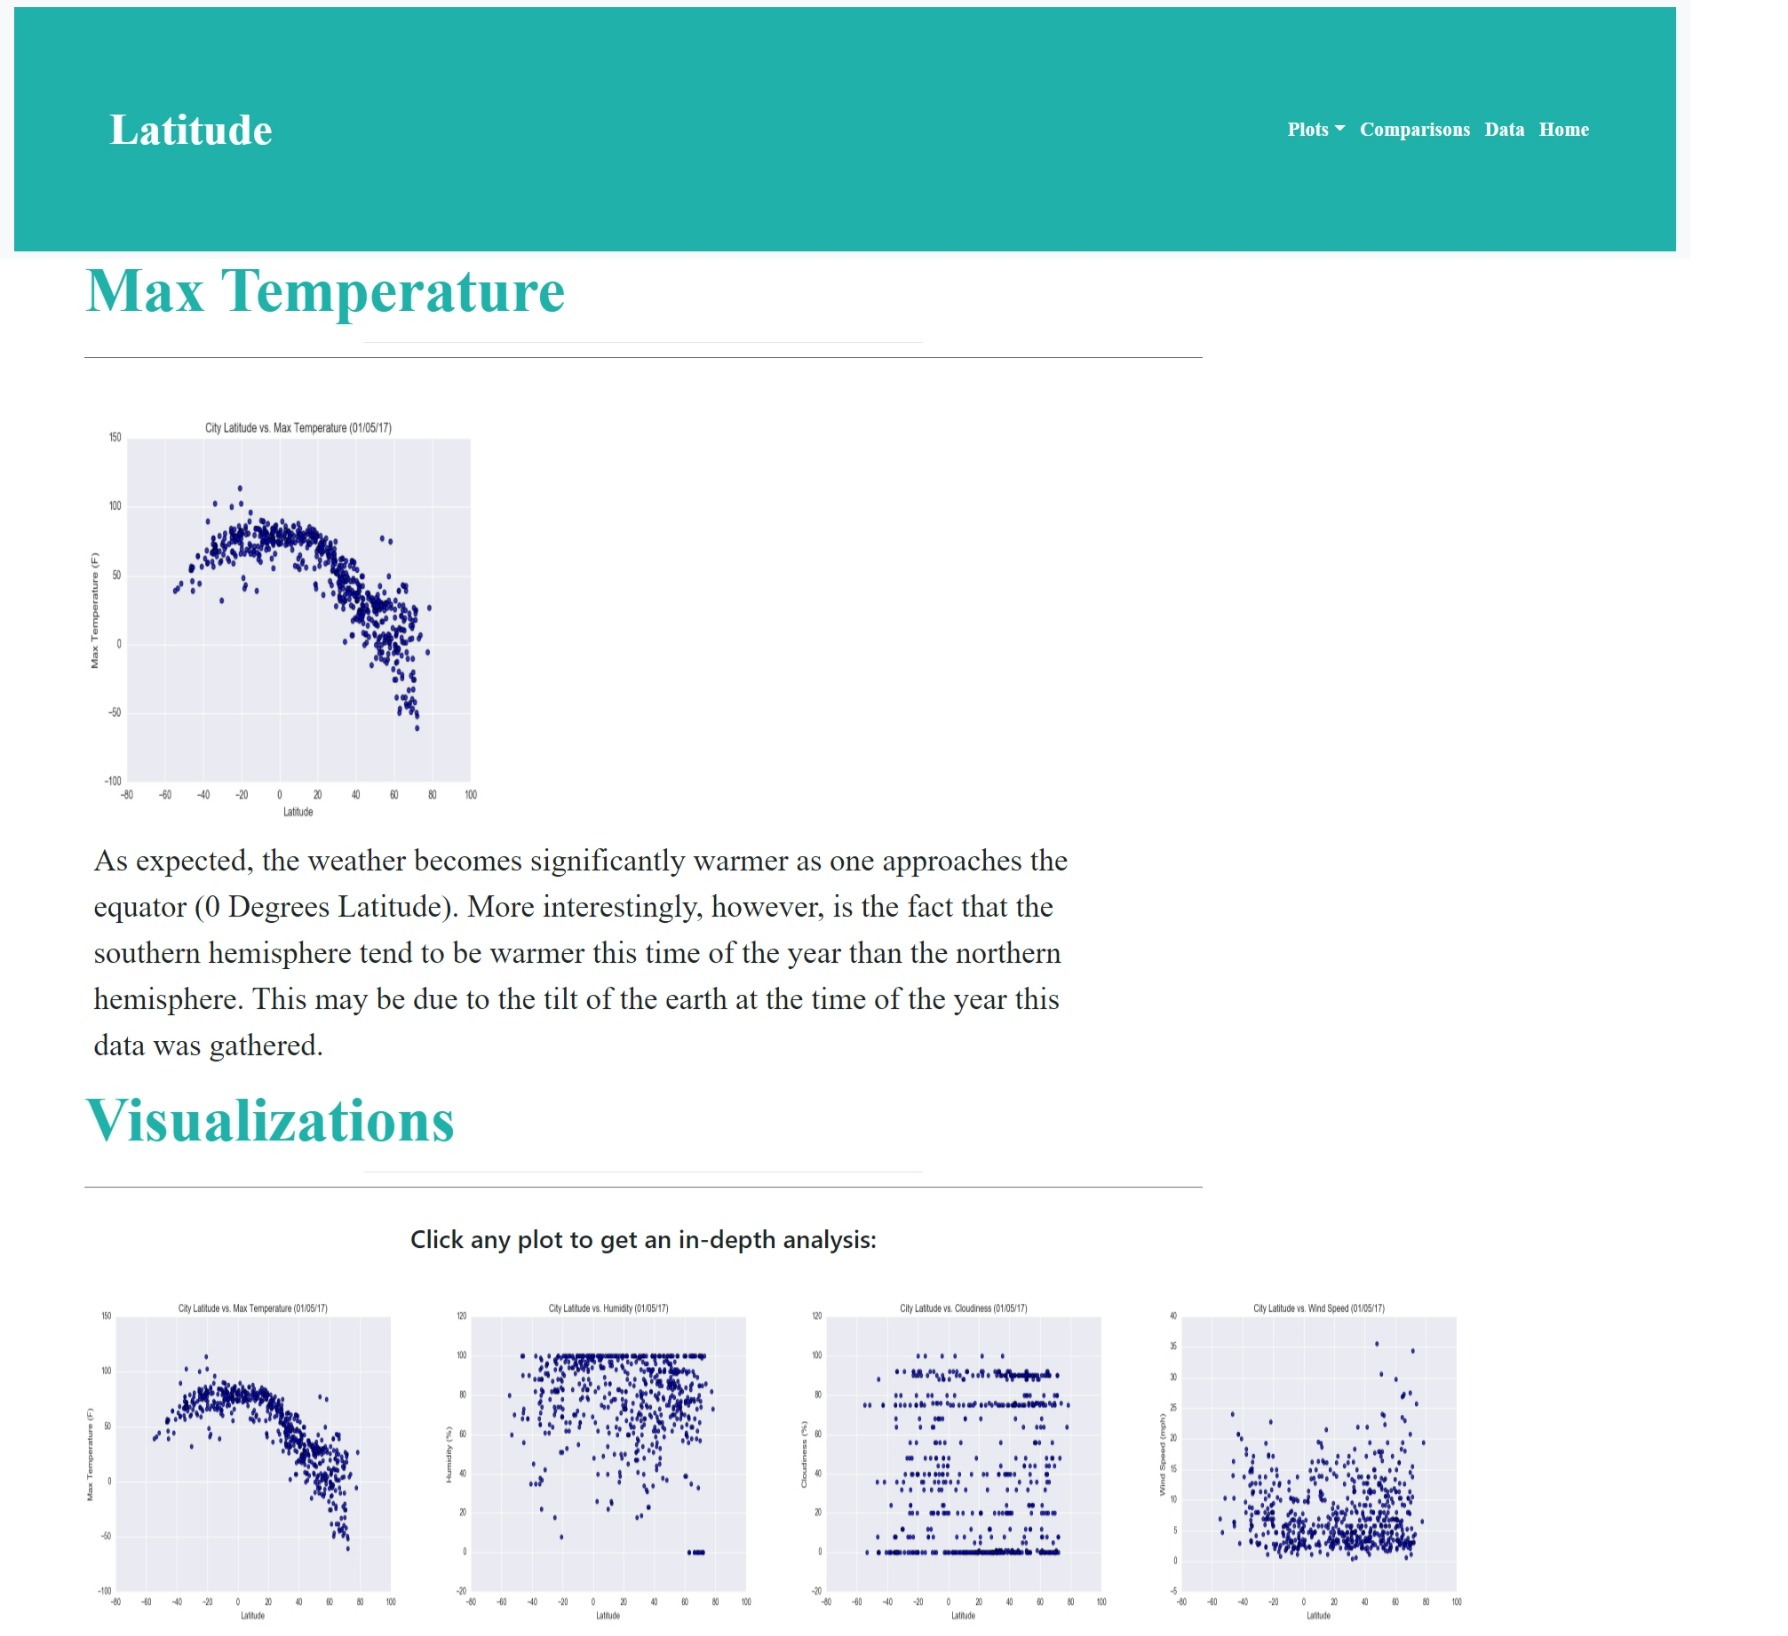 Latitude
Plots Comparisons Data Home
Max Temperature
City Latitude vs. Max Temperature (01/05/17)
150
100
50
0
−50
−100
Max Temperature (F)
−80 −60 −40 −20 0 20 40 60 80 100
Latitude
As expected, the weather becomes significantly warmer as one approaches the
equator (0 Degrees Latitude). More interestingly, however, is the fact that the
southern hemisphere tend to be warmer this time of the year than the northern
hemisphere. This may be due to the tilt of the earth at the time of the year this
data was gathered.
Visualizations
Click any plot to get an in-depth analysis:
City Latitude vs. Max Temperature (01/05/17)
150
100
50
0
−50
−100
Max Temperature (F)
−80 −60 −40 −20 0 20 40 60 80 100
Latitude
City Latitude vs. Humidity (01/05/17)
120
100
80
60
40
20
0
−20
Humidity (%)
−80 −60 −40 −20 0 20 40 60 80 100
Latitude
City Latitude vs. Cloudiness (01/05/17)
120
100
80
60
40
20
0
−20
Cloudiness (%)
−80 −60 −40 −20 0 20 40 60 80 100
Latitude
City Latitude vs. Wind Speed (01/05/17)
40
35
30
25
20
15
10
5
0
−5
Wind Speed (mph)
−80 −60 −40 −20 0 20 40 60 80 100
Latitude